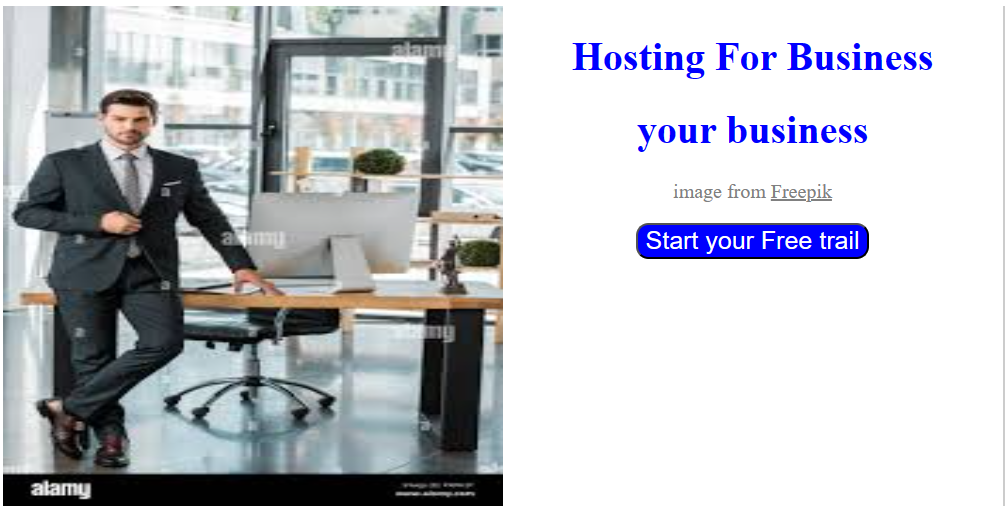 alamy
Hosting For Business
your business
image from Freepik
Start your Free trail
alamy
alamy
a
a
a
alamy
a
alamy
www.alamy.com